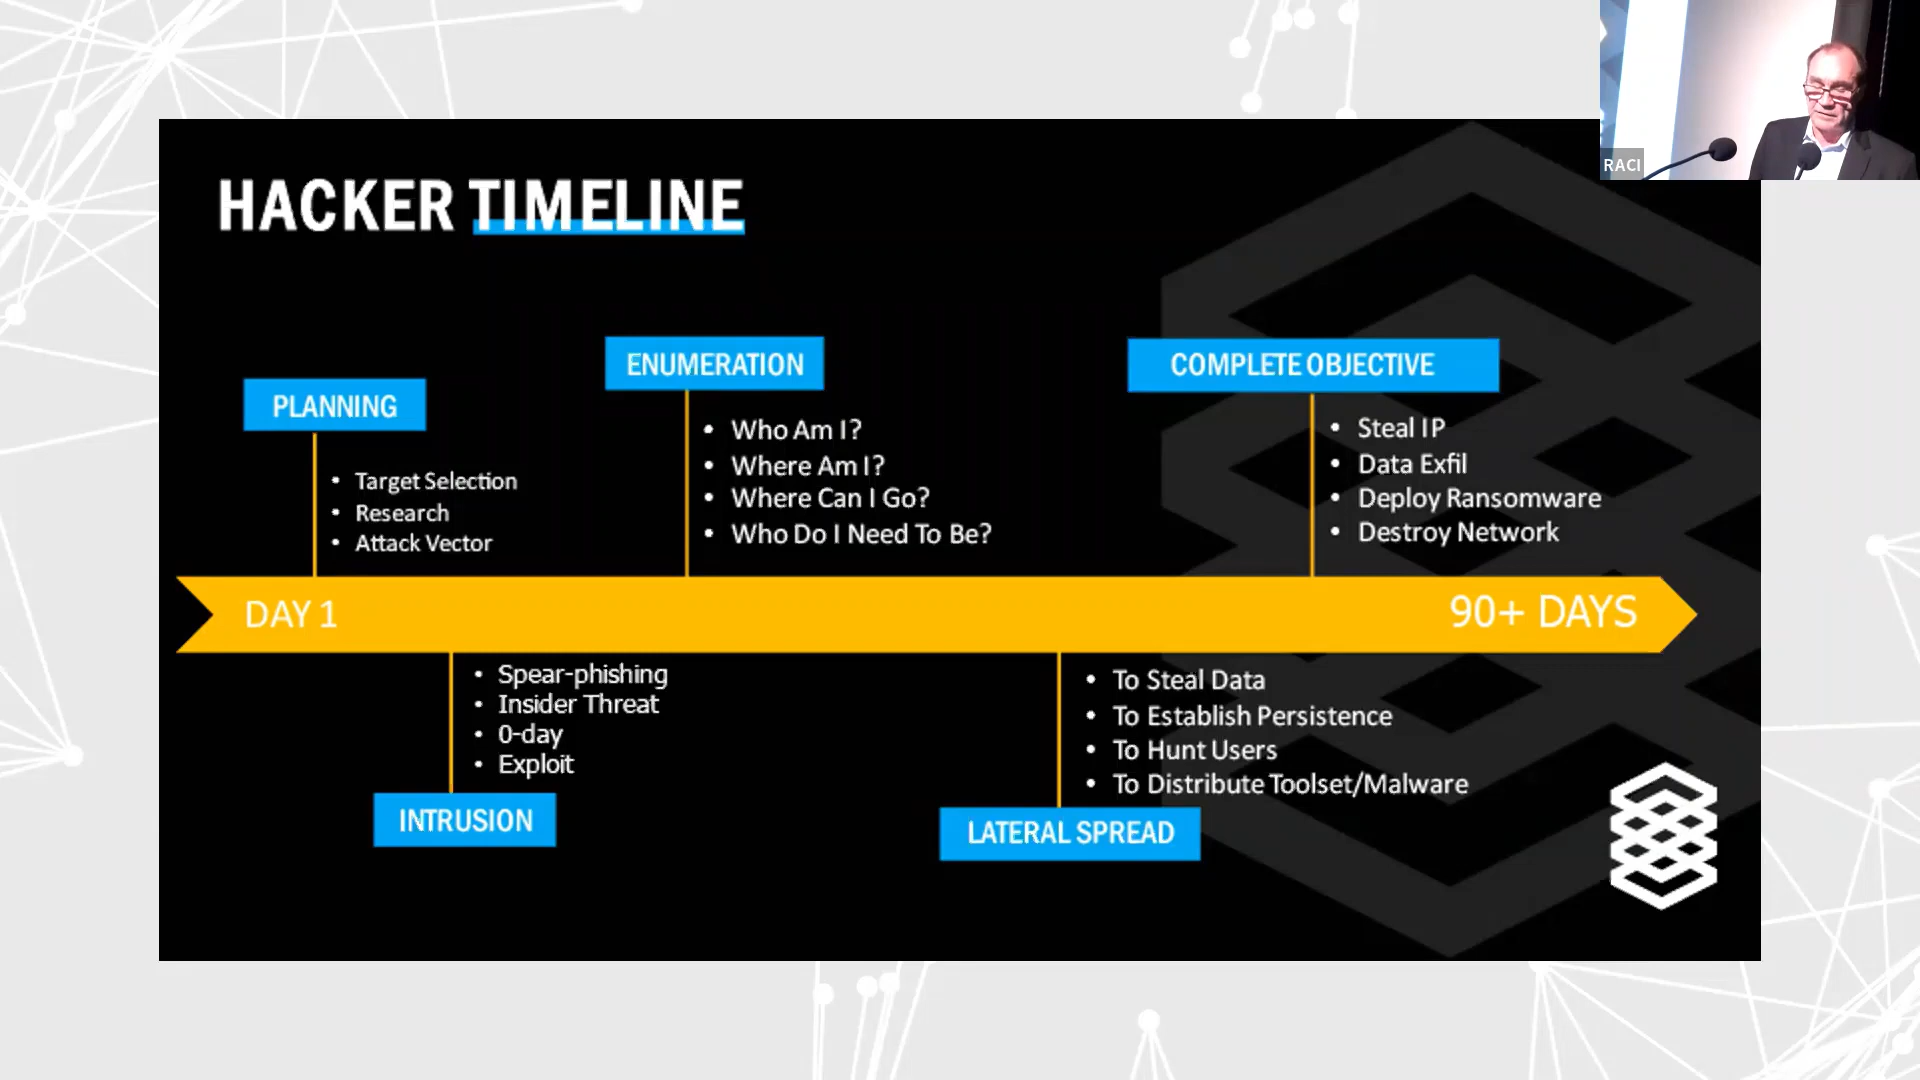 RACI
HACKER TIMELINE
PLANNING
• Target Selection
• Research
• Attack Vector
ENUMERATION
• Who Am I?
• Where Am I?
• Where Can I Go?
• Who Do I Need To Be?
COMPLETE OBJECTIVE
• Steal IP
• Data Exfil
• Deploy Ransomware
• Destroy Network
DAY 1
90+ DAYS
• Spear-phishing
• Insider Threat
• 0-day
• Exploit
INTRUSION
• To Steal Data
• To Establish Persistence
• To Hunt Users
• To Distribute Toolset/Malware
LATERAL SPREAD